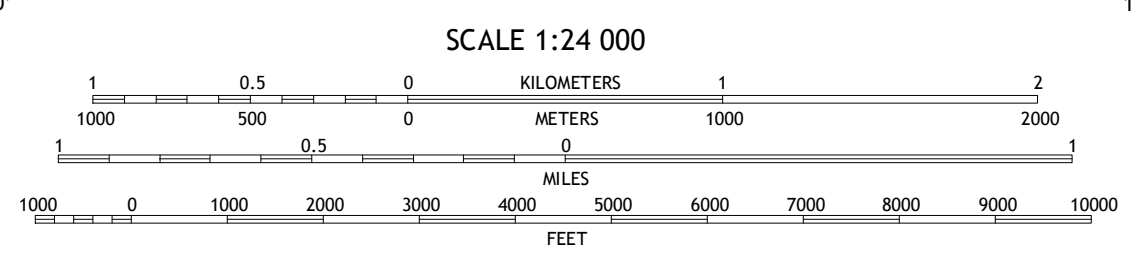 SCALE 1:24 000
1 0.5 0 KILOMETERS 1 2
1000 500 0 METERS 1000 2000
1 0.5 0 1
MILES
1000 0 1000 2000 3000 4000 5000 6000 7000 8000 9000 10000
FEET